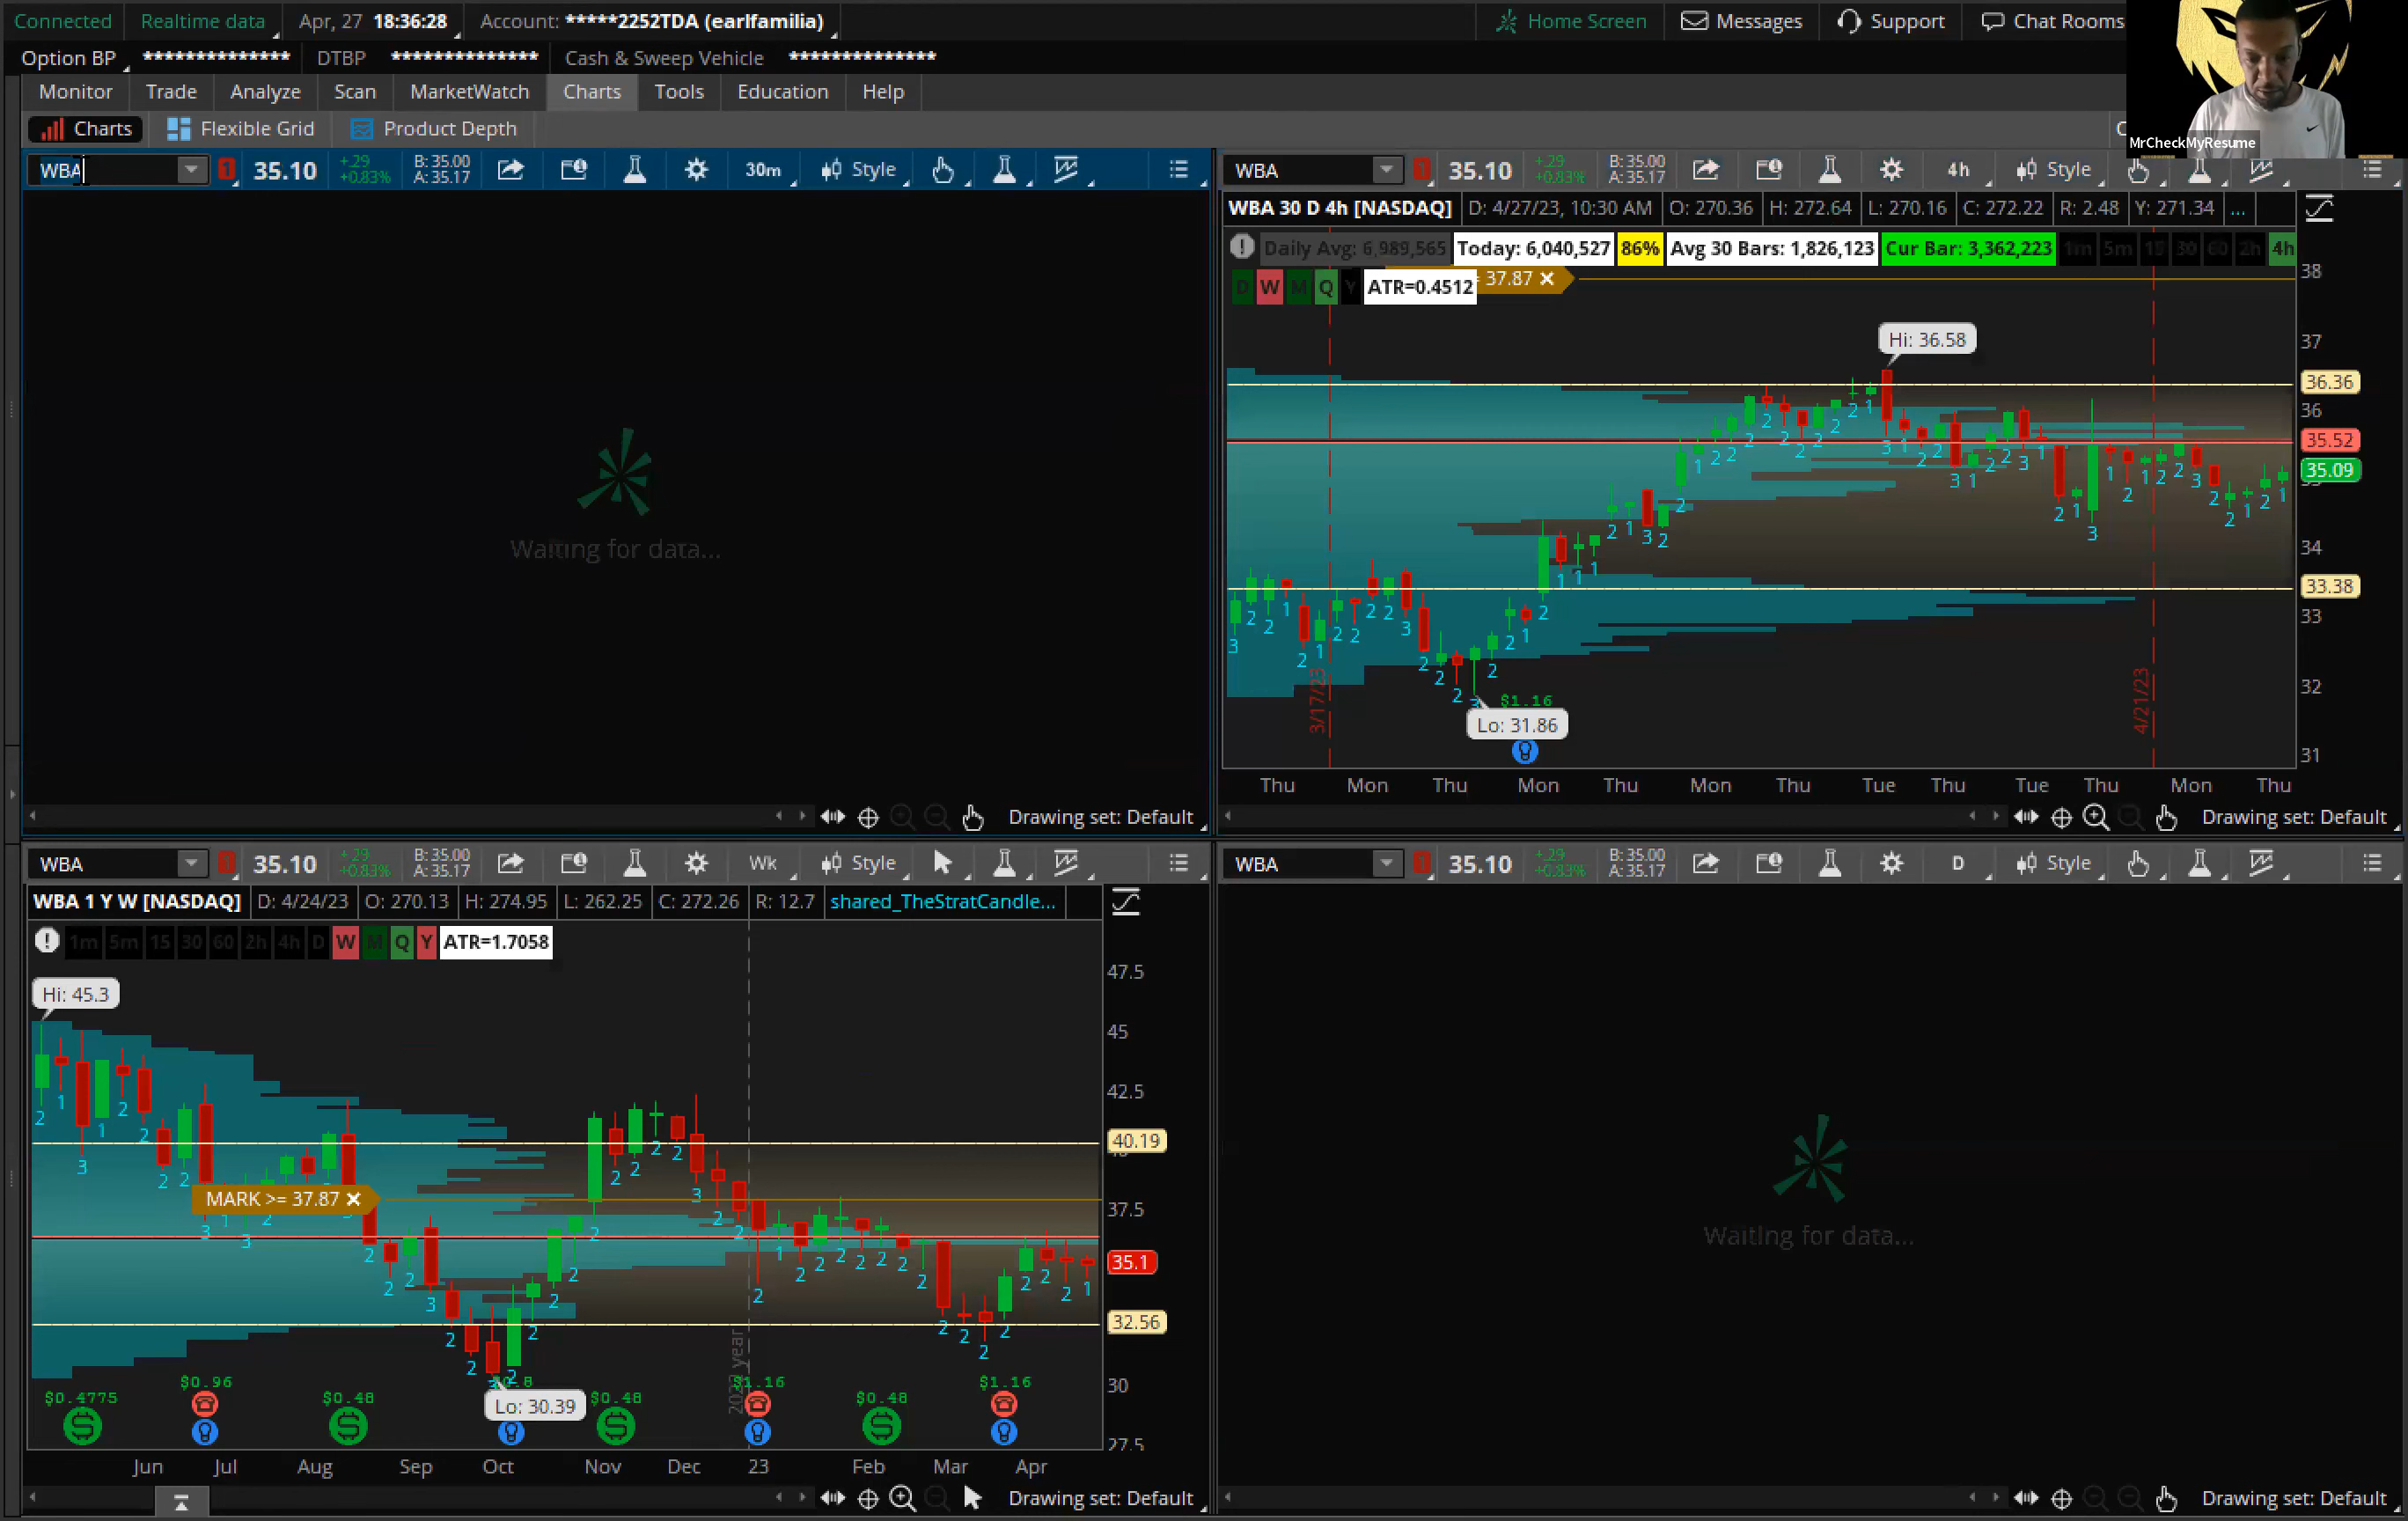 Connected Realtime data Apr, 27 18:36:28 Account: *****2252TDA (earlfamilia) Home Screen Messages Support Chat Rooms
Option BP ************** DTBP ************** Cash & Sweep Vehicle **************
Monitor Trade Analyze Scan MarketWatch Charts Tools Education Help
Charts Flexible Grid Product Depth
MrCheckMyResume
WBA 1 35.10 +.29 +0.83% B: 35.00 A: 35.17 30m Style
Waiting for data...
Drawing set: Default
WBA 1 35.10 +.29 +0.83% B: 35.00 A: 35.17 4h Style
WBA 30 D 4h [NASDAQ] D: 4/27/23, 10:30 AM O: 270.36 H: 272.64 L: 270.16 C: 272.22 R: 2.48 Y: 271.34 ...
Daily Avg: 6,989,565 Today: 6,040,527 86% Avg 30 Bars: 1,826,123 Cur Bar: 3,362,223 1m 5m 15 30 60 2h 4h
D W M Q Y ATR=0.4512 37.87
Hi: 36.58
Lo: 31.86
$1.16
3/17/23
4/21/23
38
37
36.36
36
35.52
35.09
34
33.38
33
32
31
Thu Mon Thu Mon Thu Mon Thu Tue Thu Tue Thu Mon Thu
Drawing set: Default
WBA 1 35.10 +.29 +0.83% B: 35.00 A: 35.17 Wk Style
WBA 1 Y W [NASDAQ] D: 4/24/23 O: 270.13 H: 274.95 L: 262.25 C: 272.26 R: 12.7 shared_TheStratCandle...
1m 5m 15 30 60 2h 4h D W M Q Y ATR=1.7058
Hi: 45.3
MARK >= 37.87
Lo: 30.39
$0.4775 $0.96 $0.48 $0.48 $1.16 $0.48 $1.16
47.5
45
42.5
40.19
37.5
35.1
32.56
30
27.5
Jun Jul Aug Sep Oct Nov Dec 23 Feb Mar Apr
Drawing set: Default
WBA 1 35.10 +.29 +0.83% B: 35.00 A: 35.17 D Style
Waiting for data...
Drawing set: Default